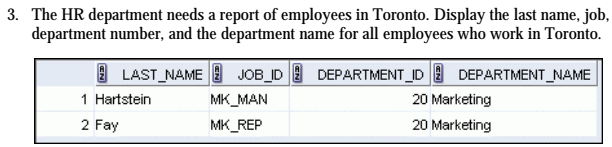 3. The HR department needs a report of employees in Toronto. Display the last name, job,
department number, and the department name for all employees who work in Toronto.
LAST_NAME JOB_ID DEPARTMENT_ID DEPARTMENT_NAME
1 Hartstein MK_MAN 20 Marketing
2 Fay MK_REP 20 Marketing